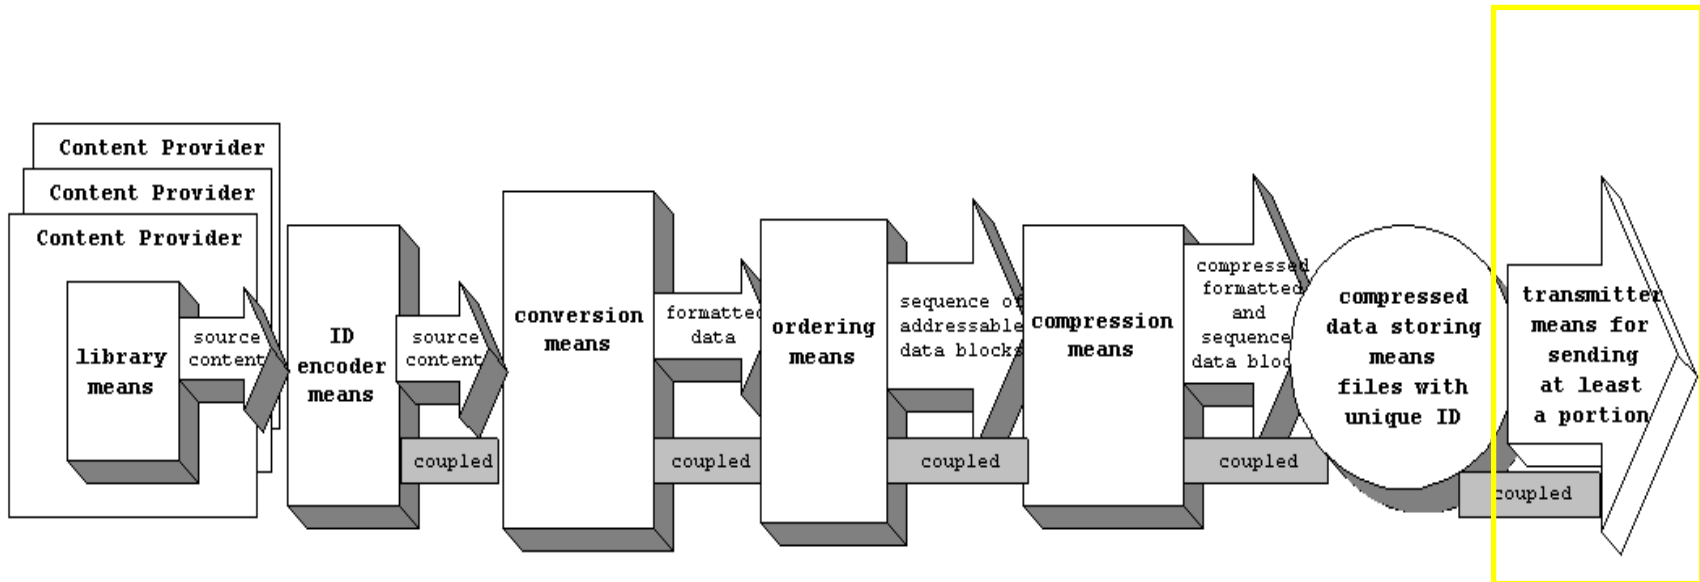 Content Provider
Content Provider
Content Provider
library
means
source
content
ID
encoder
means
source
content
coupled
conversion
means
formatted
data
coupled
ordering
means
sequence of
addressable
data blocks
coupled
compression
means
compressed
formatted
and
sequence
data bloc
coupled
compressed
data storing
means
files with
unique ID
coupled
transmitter
means for
sending
at least
a portion